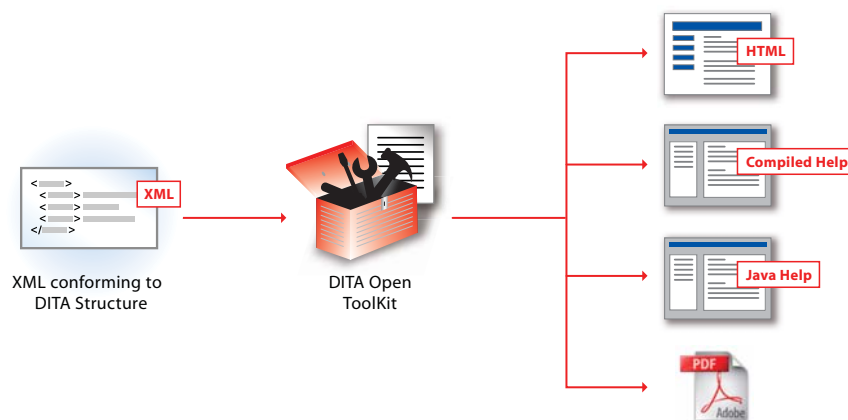 < >
< >
< >
< >
</ >
XML
XML conforming to
DITA Structure
DITA Open
ToolKit
HTML
Compiled Help
Java Help
PDF
Adobe